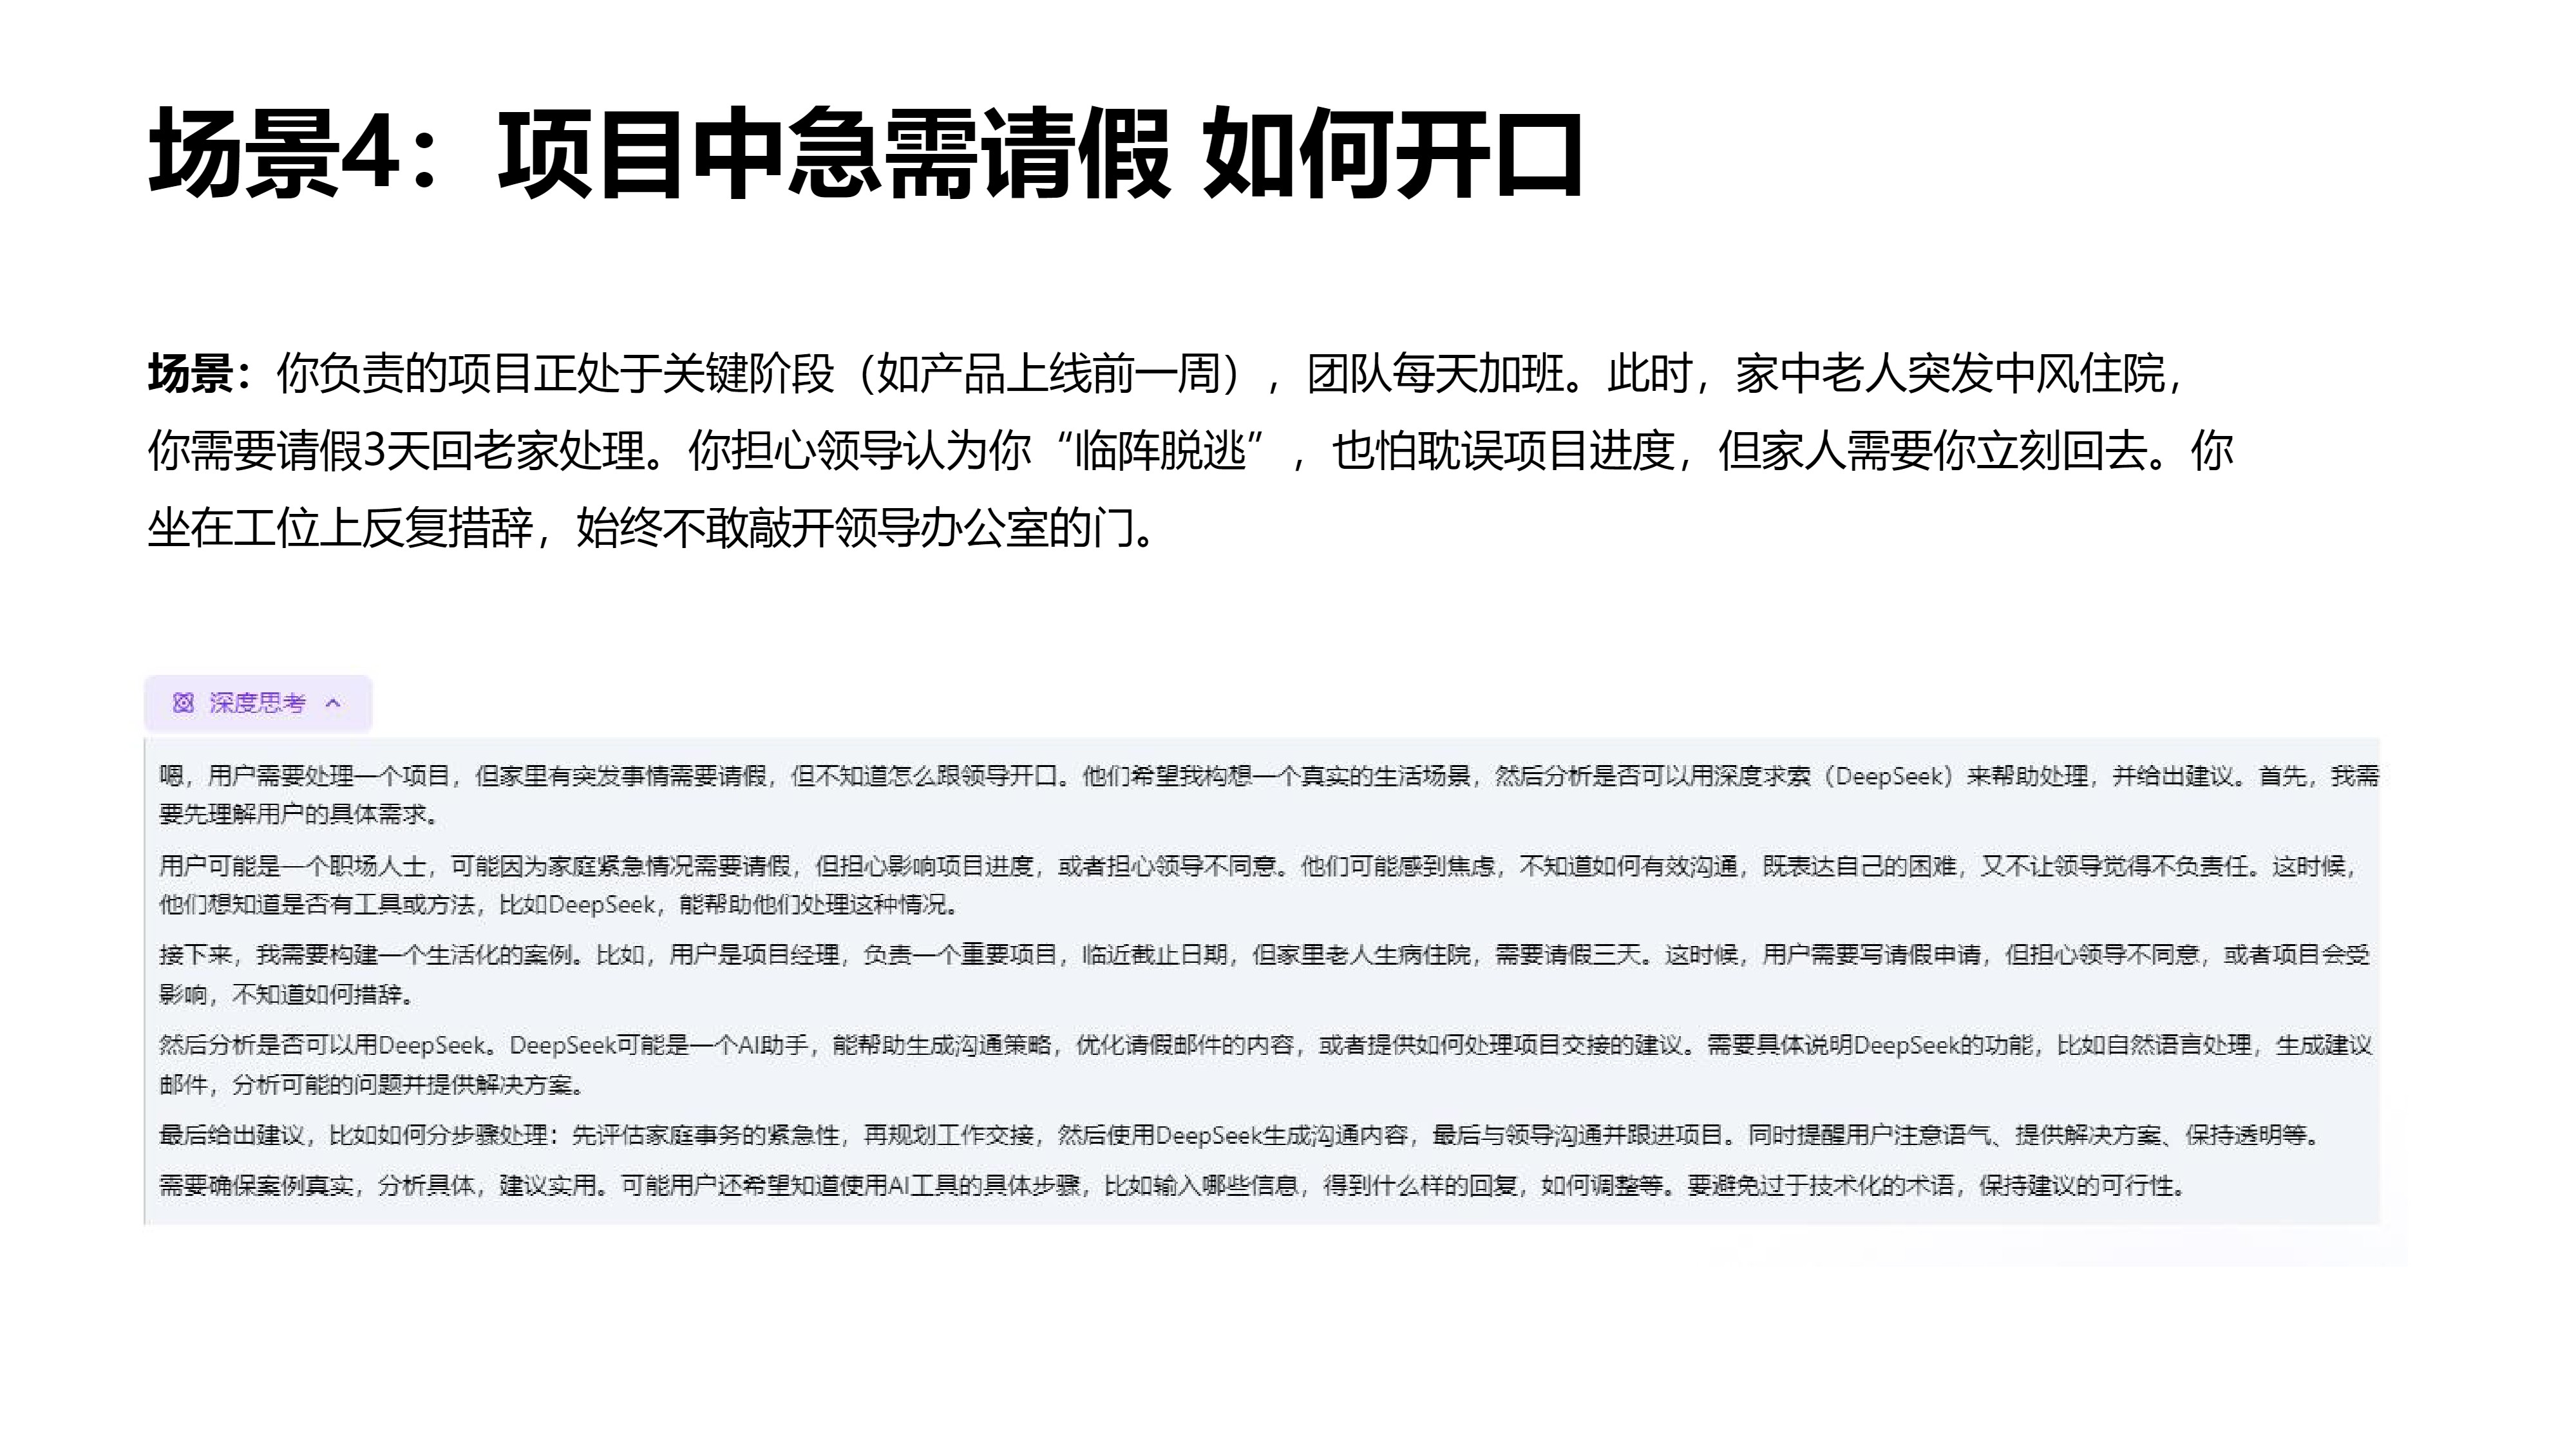 场景4：项目中急需请假 如何开口
场景：你负责的项目正处于关键阶段（如产品上线前一周），团队每天加班。此时，家中老人突发中风住院，
你需要请假3天回老家处理。你担心领导认为你“临阵脱逃”，也怕耽误项目进度，但家人需要你立刻回去。你
坐在工位上反复措辞，始终不敢敲开领导办公室的门。
深度思考
嗯，用户需要处理一个项目，但家里有突发事情需要请假，但不知道怎么跟领导开口。他们希望我构想一个真实的生活场景，然后分析是否可以用深度求索（DeepSeek）来帮助处理，并给出建议。首先，我需
要先理解用户的具体需求。
用户可能是一个职场人士，可能因为家庭紧急情况需要请假，但担心影响项目进度，或者担心领导不同意。他们可能感到焦虑，不知道如何有效沟通，既表达自己的困难，又不让领导觉得不负责任。这时候，
他们想知道是否有工具或方法，比如DeepSeek，能帮助他们处理这种情况。
接下来，我需要构建一个生活化的案例。比如，用户是项目经理，负责一个重要项目，临近截止日期，但家里老人生病住院，需要请假三天。这时候，用户需要写请假申请，但担心领导不同意，或者项目会受
影响，不知道如何措辞。
然后分析是否可以用DeepSeek。DeepSeek可能是一个AI助手，能帮助生成沟通策略，优化请假邮件的内容，或者提供如何处理项目交接的建议。需要具体说明DeepSeek的功能，比如自然语言处理，生成建议
邮件，分析可能的问题并提供解决方案。
最后给出建议，比如如何分步骤处理：先评估家庭事务的紧急性，再规划工作交接，然后使用DeepSeek生成沟通内容，最后与领导沟通并跟进项目。同时提醒用户注意语气、提供解决方案、保持透明等。
需要确保案例真实，分析具体，建议实用。可能用户还希望知道使用AI工具的具体步骤，比如输入哪些信息，得到什么样的回复，如何调整等。要避免过于技术化的术语，保持建议的可行性。